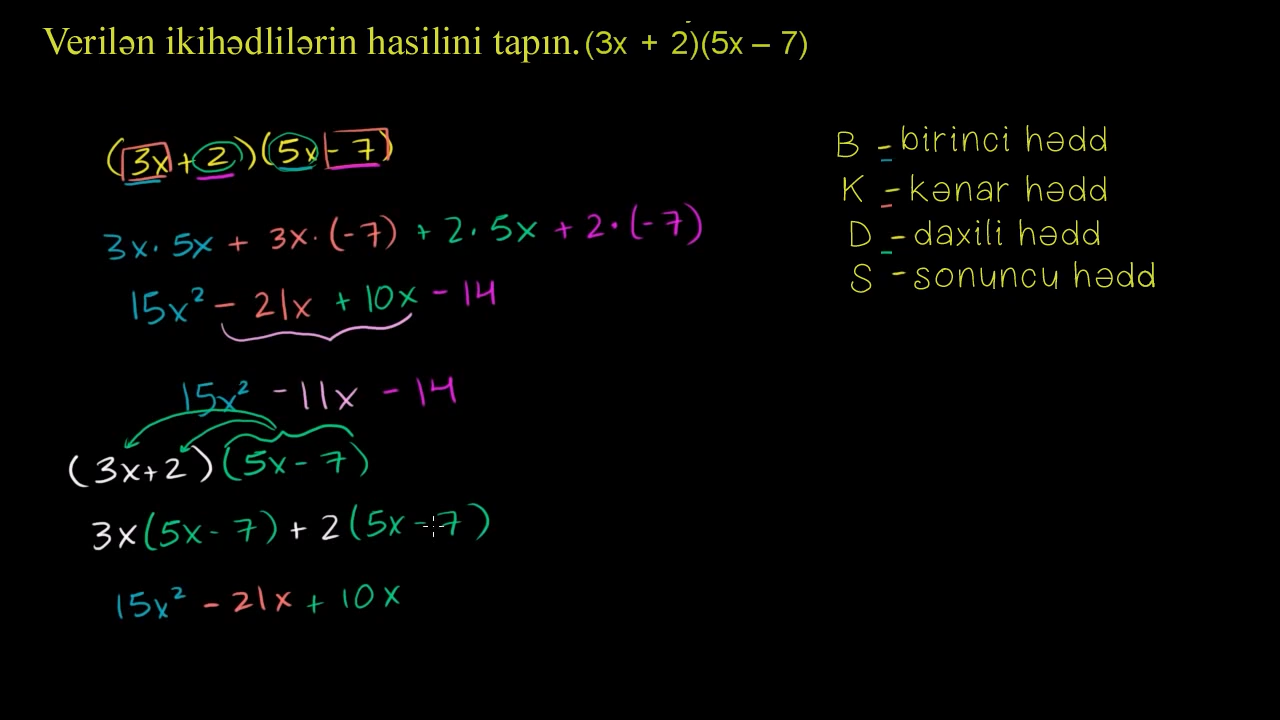 Verilən ikihədlilərin hasilini tapın. (3x + 2)(5x – 7)
(3x+2)(5x-7)
3x·5x + 3x·(-7) + 2·5x + 2·(-7)
15x² - 21x + 10x - 14
15x² - 11x - 14
(3x+2)(5x-7)
3x(5x-7) + 2(5x-7)
15x² - 21x + 10x
B - birinci hədd
K - kənar hədd
D - daxili hədd
S - sonuncu hədd